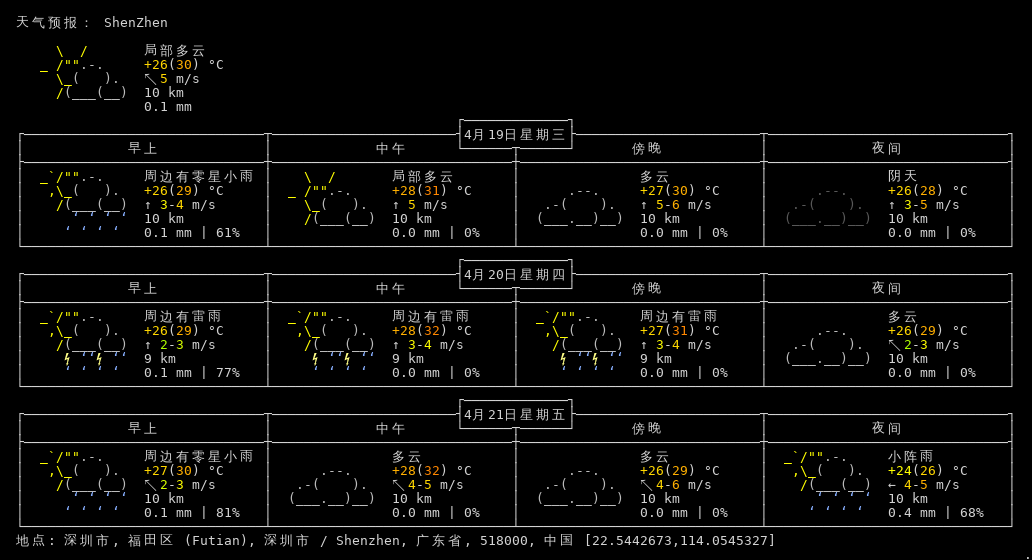 天气预报： ShenZhen
局部多云
+26(30) °C
↖5 m/s
10 km
0.1 mm
4月19日星期三
早上 中午 傍晚 夜间
周边有零星小雨 局部多云 多云 阴天
+26(29) °C +28(31) °C +27(30) °C +26(28) °C
↑ 3-4 m/s ↑ 5 m/s ↑ 5-6 m/s ↑ 3-5 m/s
10 km 10 km 10 km 10 km
0.1 mm | 61% 0.0 mm | 0% 0.0 mm | 0% 0.0 mm | 0%
4月20日星期四
早上 中午 傍晚 夜间
周边有雷雨 周边有雷雨 周边有雷雨 多云
+26(29) °C +28(32) °C +27(31) °C +26(29) °C
↑ 2-3 m/s ↑ 3-4 m/s ↑ 3-4 m/s ↖2-3 m/s
9 km 9 km 9 km 10 km
0.1 mm | 77% 0.0 mm | 0% 0.0 mm | 0% 0.0 mm | 0%
4月21日星期五
早上 中午 傍晚 夜间
周边有零星小雨 多云 多云 小阵雨
+27(30) °C +28(32) °C +26(29) °C +24(26) °C
↖2-3 m/s ↖4-5 m/s ↖4-6 m/s ← 4-5 m/s
10 km 10 km 10 km 10 km
0.1 mm | 81% 0.0 mm | 0% 0.0 mm | 0% 0.4 mm | 68%
地点: 深圳市, 福田区 (Futian), 深圳市 / Shenzhen, 广东省, 518000, 中国 [22.5442673,114.0545327]